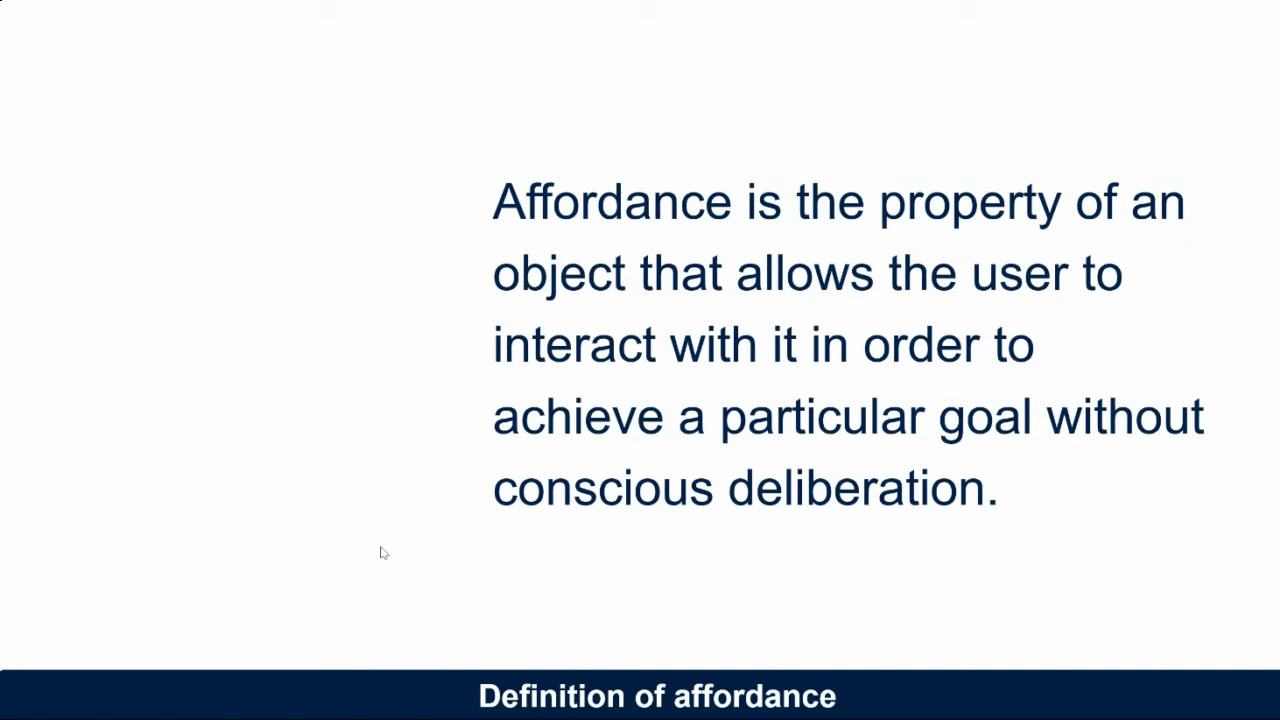 Affordance is the property of an
object that allows the user to
interact with it in order to
achieve a particular goal without
conscious deliberation.
Definition of affordance